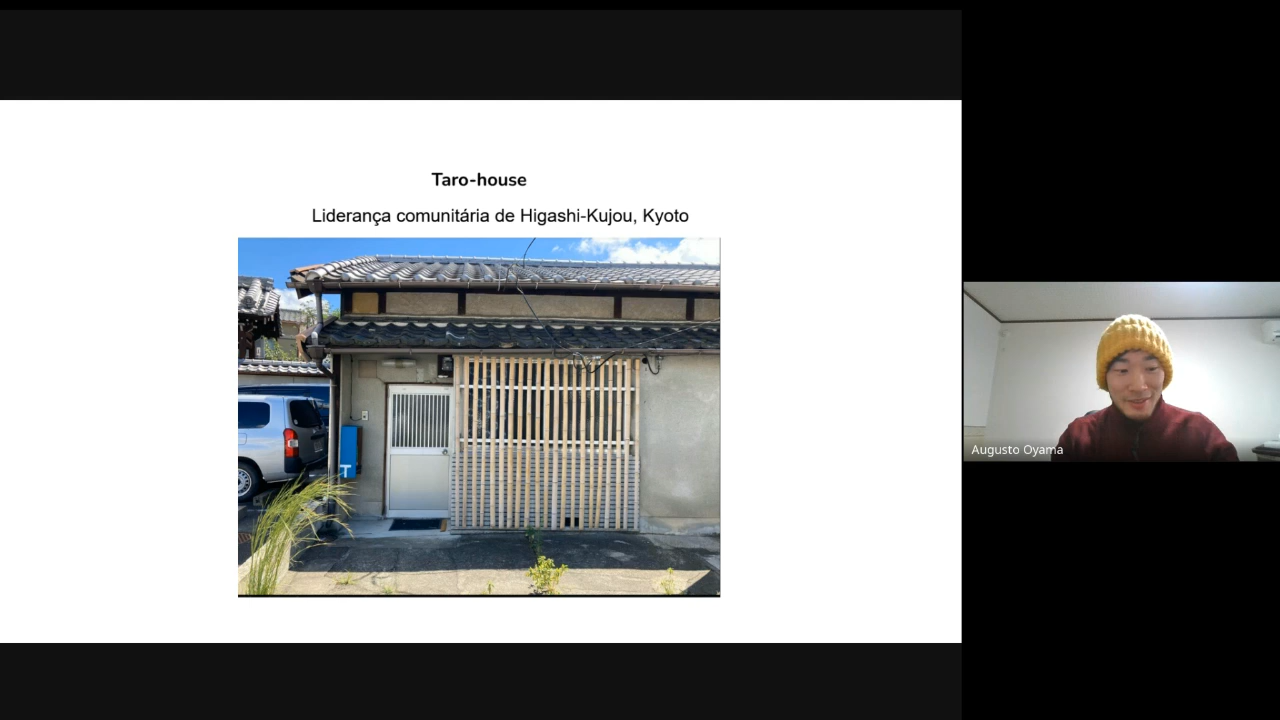 Taro-house
Liderança comunitária de Higashi-Kujou, Kyoto
T
Augusto Oyama